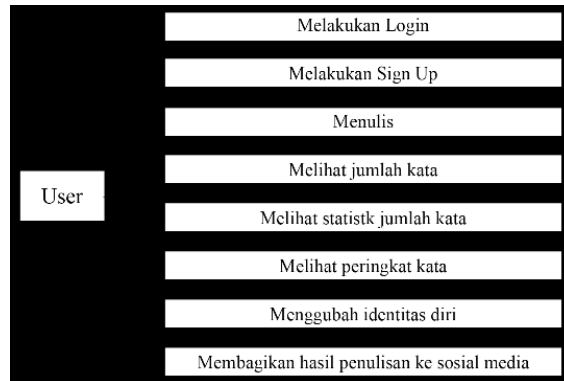 Melakukan Login
Melakukan Sign Up
Menulis
Melihat jumlah kata
User
Melihat statistk jumlah kata
Melihat peringkat kata
Menggubah identitas diri
Membagikan hasil penulisan ke sosial media